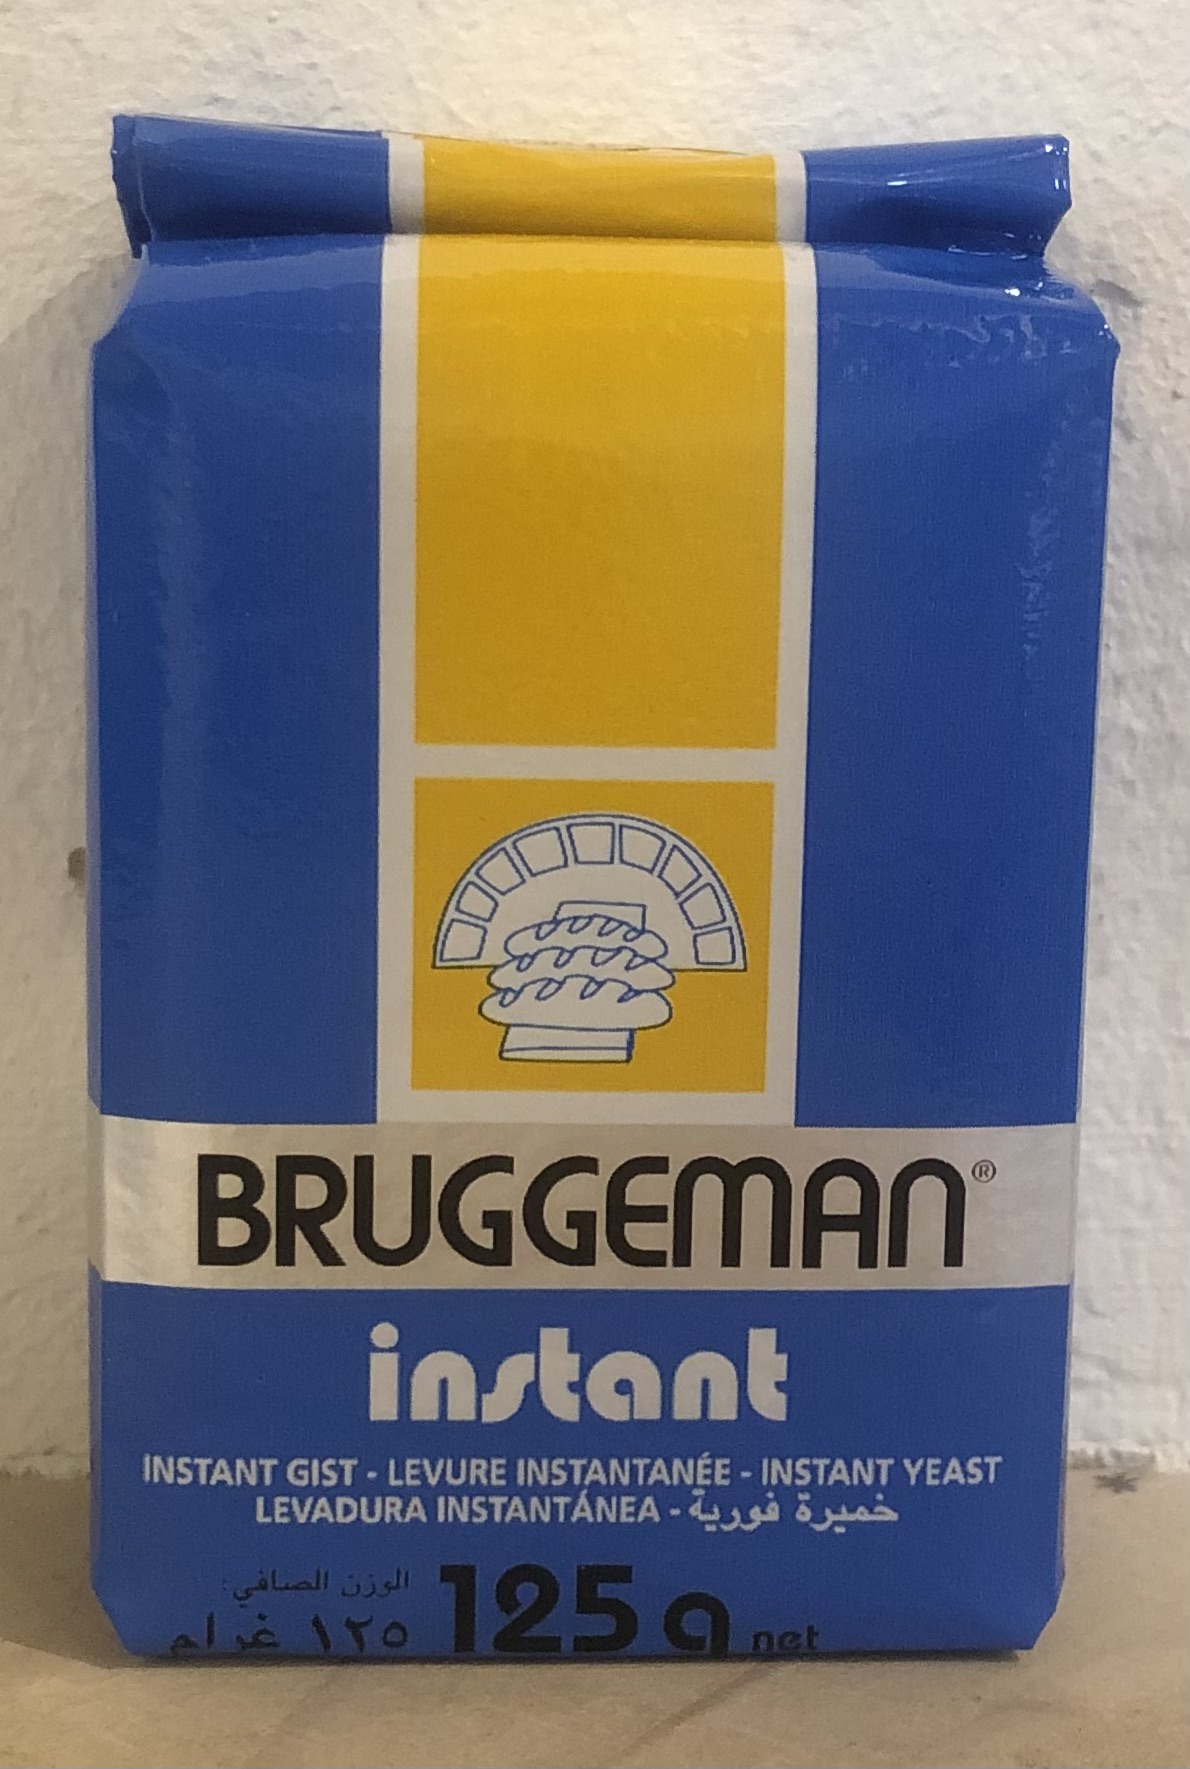 BRUGGEMAN®
instant
INSTANT GIST - LEVURE INSTANTANÉE - INSTANT YEAST
LEVADURA INSTANTÁNEA - خميرة فورية
الوزن الصافي:
١٢٥ غرام
125 g net